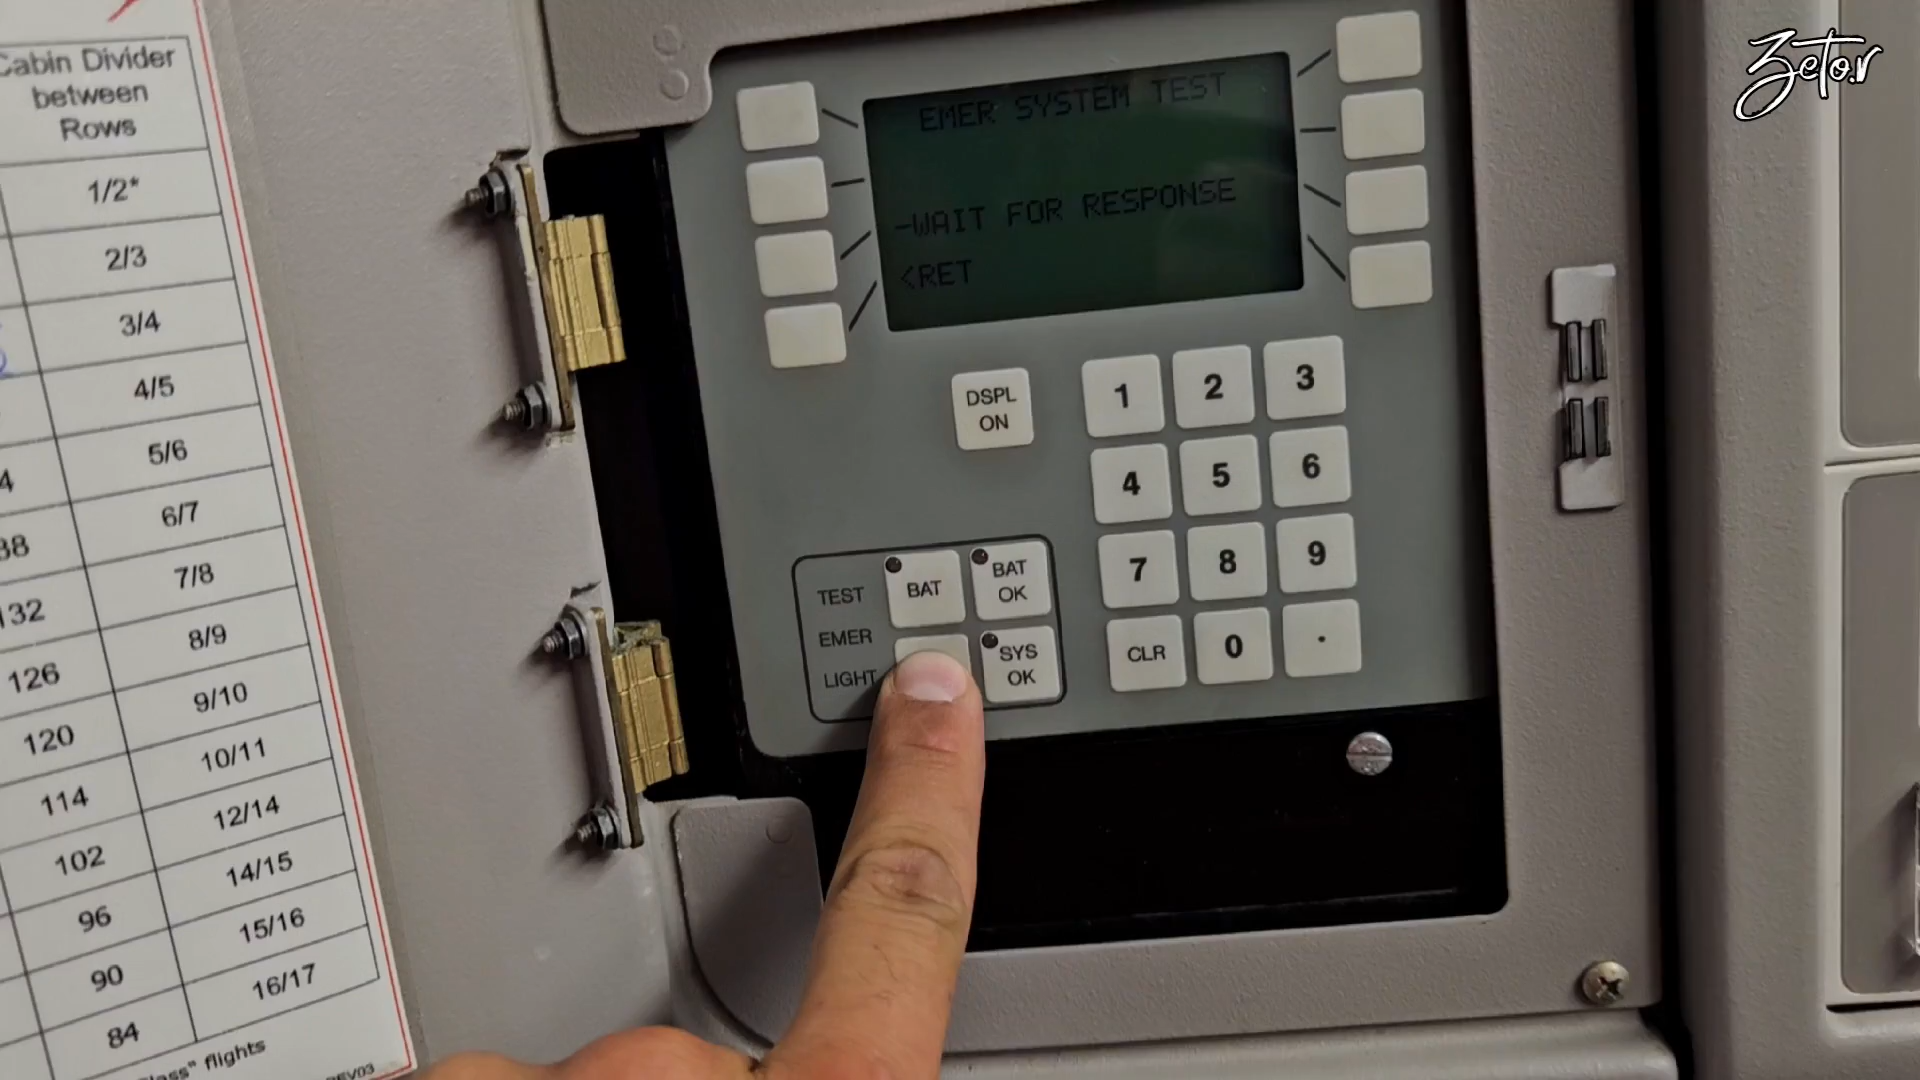 Cabin Divider
between
Rows
1/2*
2/3
3/4
4/5
5/6
6/7
7/8
132
8/9
126
9/10
120
10/11
114
12/14
102
14/15
96
15/16
90
16/17
84
flights
REV03
EMER SYSTEM TEST
-WAIT FOR RESPONSE
<RET
DSPL
ON
1
2
3
4
5
6
7
8
9
CLR
0
.
TEST
EMER
LIGHT
BAT
BAT
OK
SYS
OK
Zeto.r